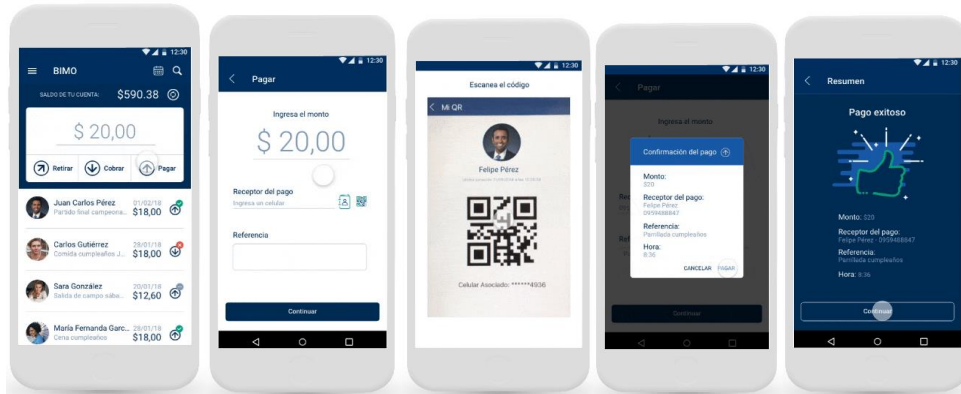 12:30
BIMO
SALDO DE TU CUENTA: $590.38
$ 20,00
Retirar Cobrar Pagar
Juan Carlos Pérez 01/02/18
Partido final campeona... $18,00
Carlos Gutiérrez 28/01/18
Comida cumpleaños J... $18,00
Sara González 20/01/18
Salida de campo sába... $12,60
María Fernanda Garc... 28/01/18
Cena cumpleaños $18,00
12:30
Pagar
Ingresa el monto
$ 20,00
Receptor del pago
Ingresa un celular
Referencia
Continuar
12:30
Escanea el código
Mi QR
Felipe Pérez
Celular Asociado: ******4936
12:30
Pagar
Ingresa el monto
Confirmación del pago
Monto:
$20
Receptor del pago:
Felipe Pérez
0959488847
Referencia:
Parrillada cumpleaños
Hora:
8:36
CANCELAR PAGAR
Continuar
12:30
Resumen
Pago exitoso
Monto: $20
Receptor del pago:
Felipe Pérez - 0959488847
Referencia:
Parrillada cumpleaños
Hora: 8:36
Continuar